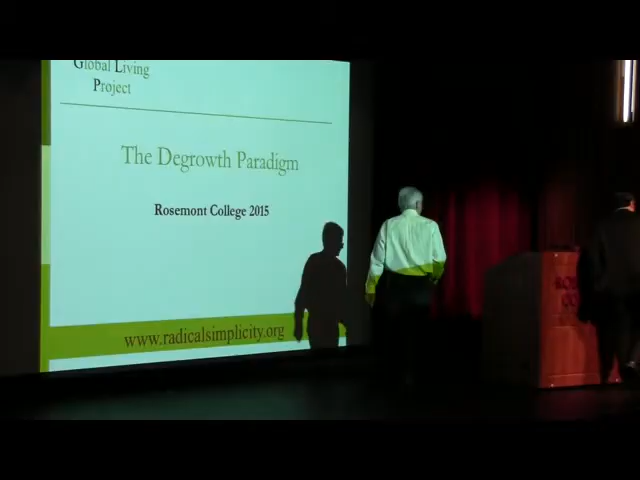 Global Living
Project
The Degrowth Paradigm
Rosemont College 2015
www.radicalsimplicity.org